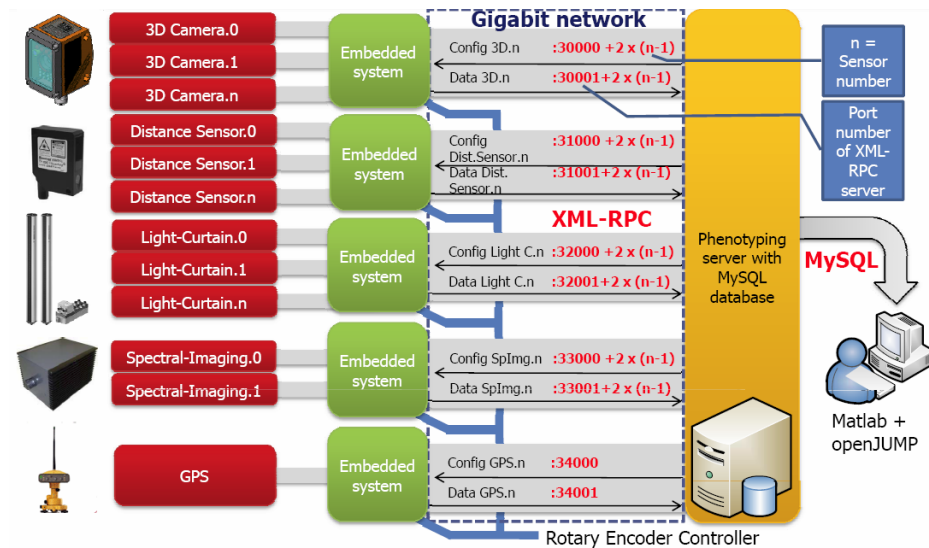 Gigabit network
3D Camera.0
3D Camera.1
3D Camera.n
Embedded
system
Config 3D.n :30000 +2 x (n-1)
Data 3D.n :30001+2 x (n-1)
n =
Sensor
number
Port
number
of XML-
RPC
server
Distance Sensor.0
Distance Sensor.1
Distance Sensor.n
Embedded
system
Config :31000 +2 x (n-1)
Dist.Sensor.n
Data Dist. :31001+2 x (n-1)
Sensor.n
XML-RPC
Light-Curtain.0
Light-Curtain.1
Light-Curtain.n
Embedded
system
Config Light C.n :32000 +2 x (n-1)
Data Light C.n :32001+2 x (n-1)
Phenotyping
server with
MySQL
database
MySQL
Spectral-Imaging.0
Spectral-Imaging.1
Embedded
system
Config SpImg.n :33000 +2 x (n-1)
Data SpImg.n :33001+2 x (n-1)
Matlab +
openJUMP
GPS
Embedded
system
Config GPS.n :34000
Data GPS.n :34001
Rotary Encoder Controller